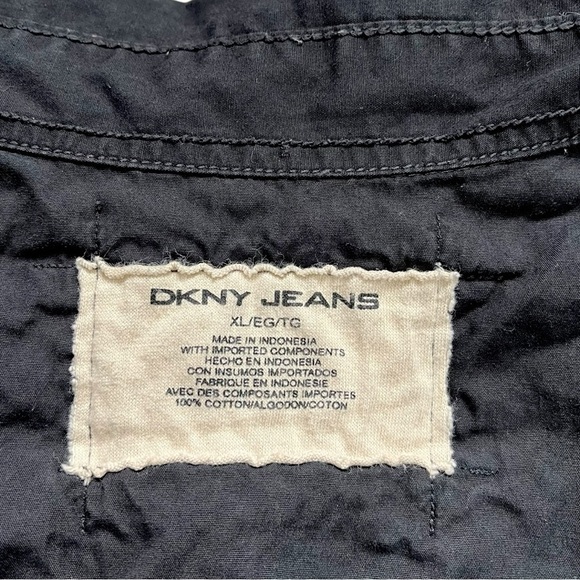 DKNY JEANS
XL/EG/TG
MADE IN INDONESIA
WITH IMPORTED COMPONENTS
HECHO EN INDONESIA
CON INSUMOS IMPORTADOS
FABRIQUE EN INDONESIE
AVEC DES COMPOSANTS IMPORTES
100% COTTON/ALGODON/COTON